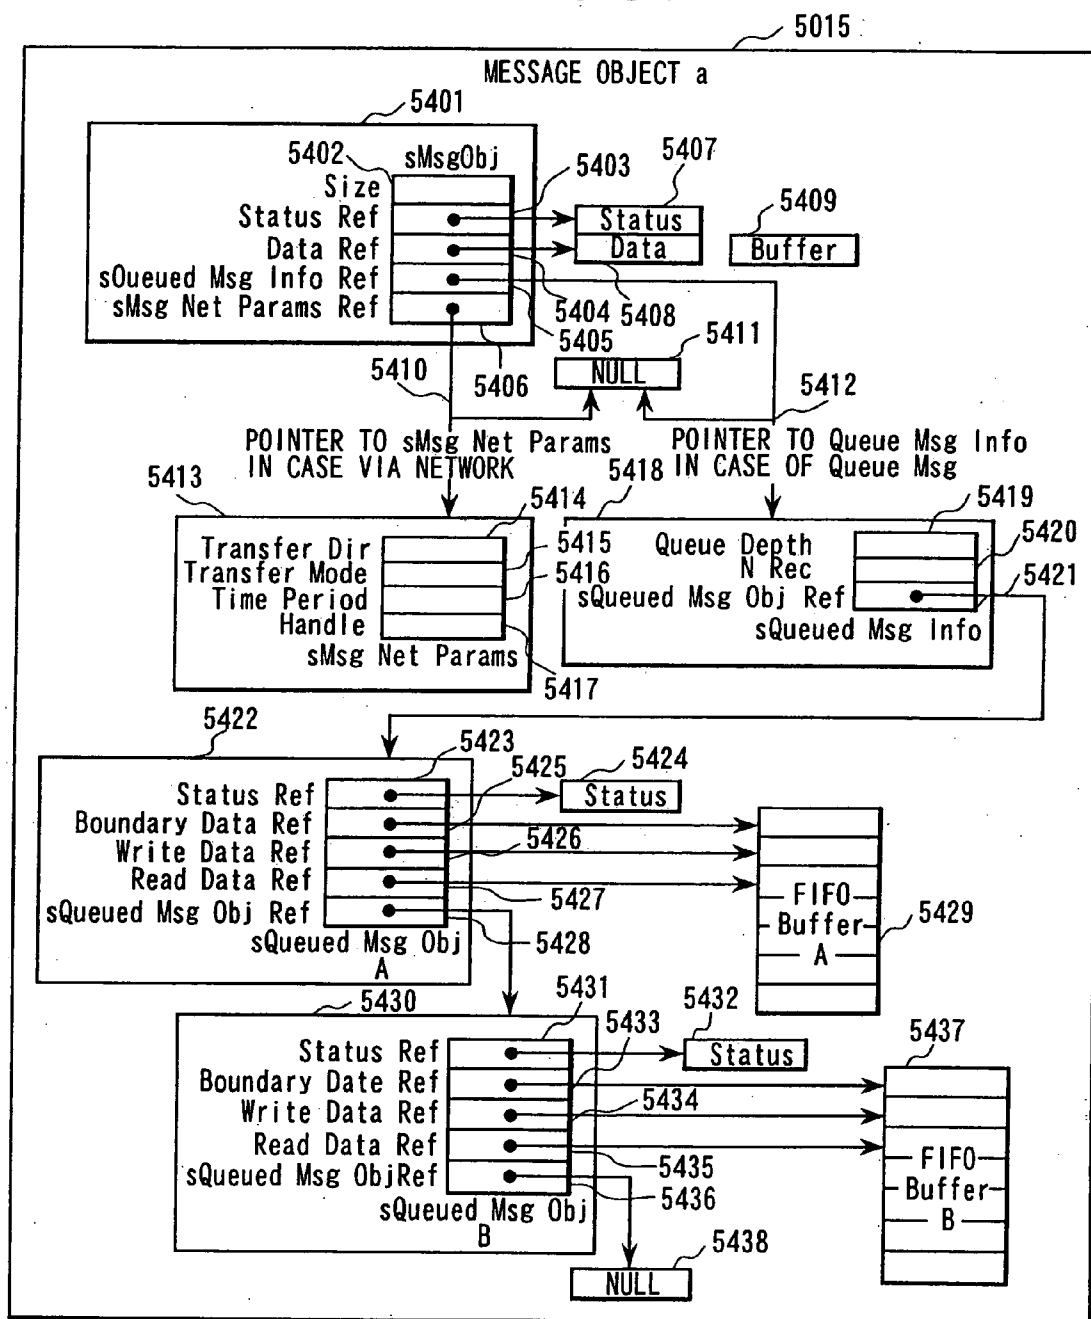 5015
MESSAGE OBJECT a
5401
5402 sMsgObj 5403 5407
Size
Status Ref Status 5409
Data Ref Data Buffer
sOueued Msg Info Ref
sMsg Net Params Ref 5404 5408
5405 5411
5410 5406 NULL 5412
POINTER TO sMsg Net Params
IN CASE VIA NETWORK
POINTER TO Queue Msg Info
IN CASE OF Queue Msg
5413 5418
5414 5419
Transfer Dir 5415
Transfer Mode 5416
Time Period
Handle
sMsg Net Params
5417
Queue Depth 5420
N Rec 5421
sQueued Msg Obj Ref
sQueued Msg Info
5422
5423 5424
Status Ref 5425 Status
Boundary Data Ref
Write Data Ref 5426
Read Data Ref 5427
sQueued Msg Obj Ref
sQueued Msg Obj 5428
A
FIFO
Buffer 5429
A
5430 5431 5432
Status Ref 5433 Status 5437
Boundary Date Ref
Write Data Ref 5434
Read Data Ref 5435
sQueued Msg ObjRef
sQueued Msg Obj 5436
B
FIFO
Buffer
B
5438
NULL